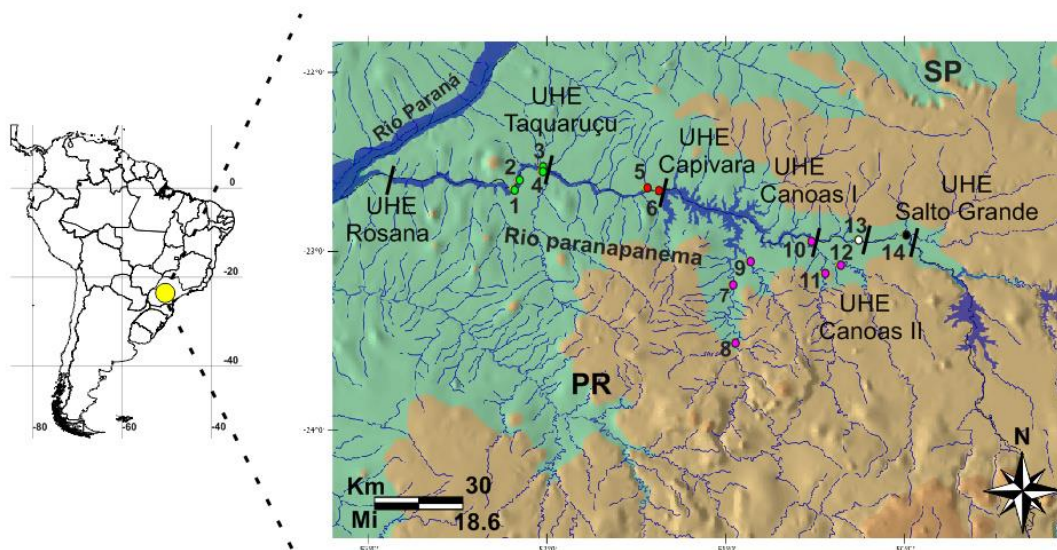 -80
-60
-40
0
-20
-40
-22°0'
-23°0'
-24°0'
SP
PR
Rio Paraná
UHE
Taquaruçu
UHE
Capivara
UHE
Canoas I
UHE
Salto Grande
UHE
Rosana
Rio paranapanema
UHE
Canoas II
1
2
3
4
5
6
7
8
9
10
11
12
13
14
Km
30
Mi
18.6
N